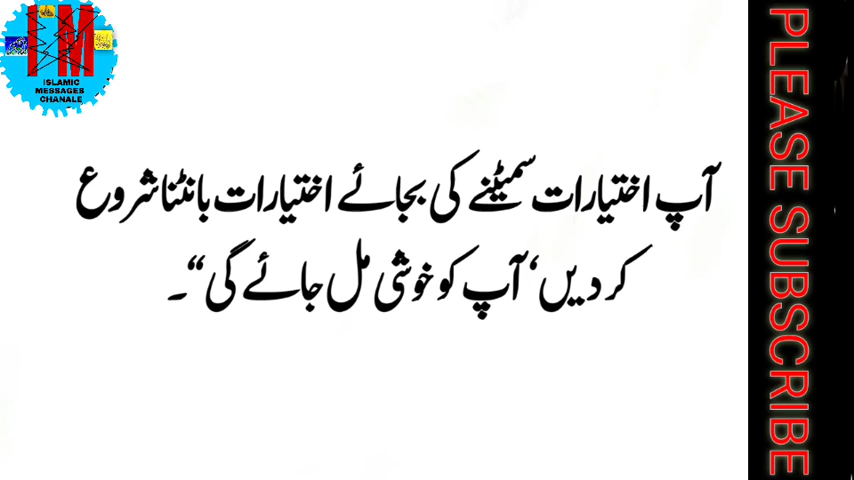 ISLAMIC
MESSAGES
CHANALE
آپ اختیارات سمیٹنے کی بجائے اختیارات بانٹنا شروع
کر دیں‘ آپ کو خوشی مل جائے گی“۔
PLEASE SUBSCRIBE